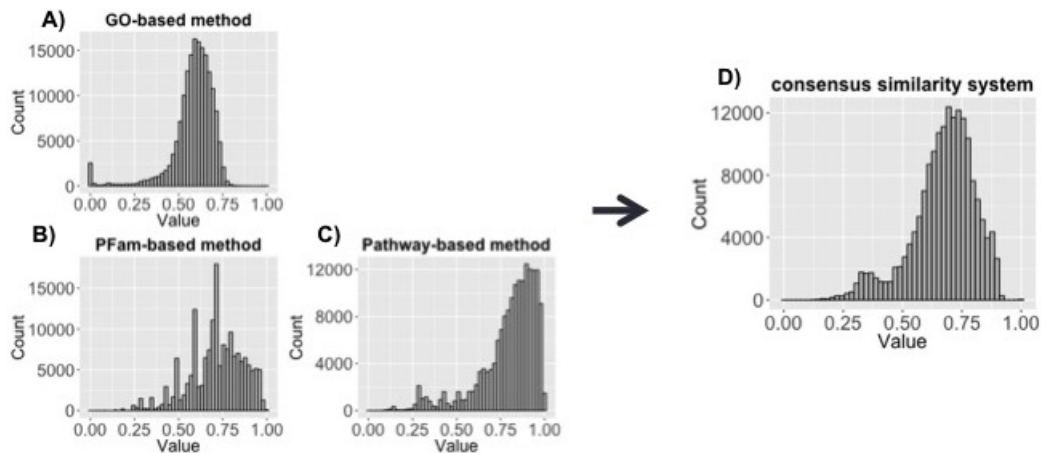 A)
GO-based method
15000
10000
5000
0
Count
0.00 0.25 0.50 0.75 1.00
Value
B)
PFam-based method
15000
10000
5000
0
Count
0.00 0.25 0.50 0.75 1.00
Value
C)
Pathway-based method
12000
8000
4000
0
Count
0.00 0.25 0.50 0.75 1.00
Value
D)
consensus similarity system
12000
8000
4000
0
Count
0.00 0.25 0.50 0.75 1.00
Value